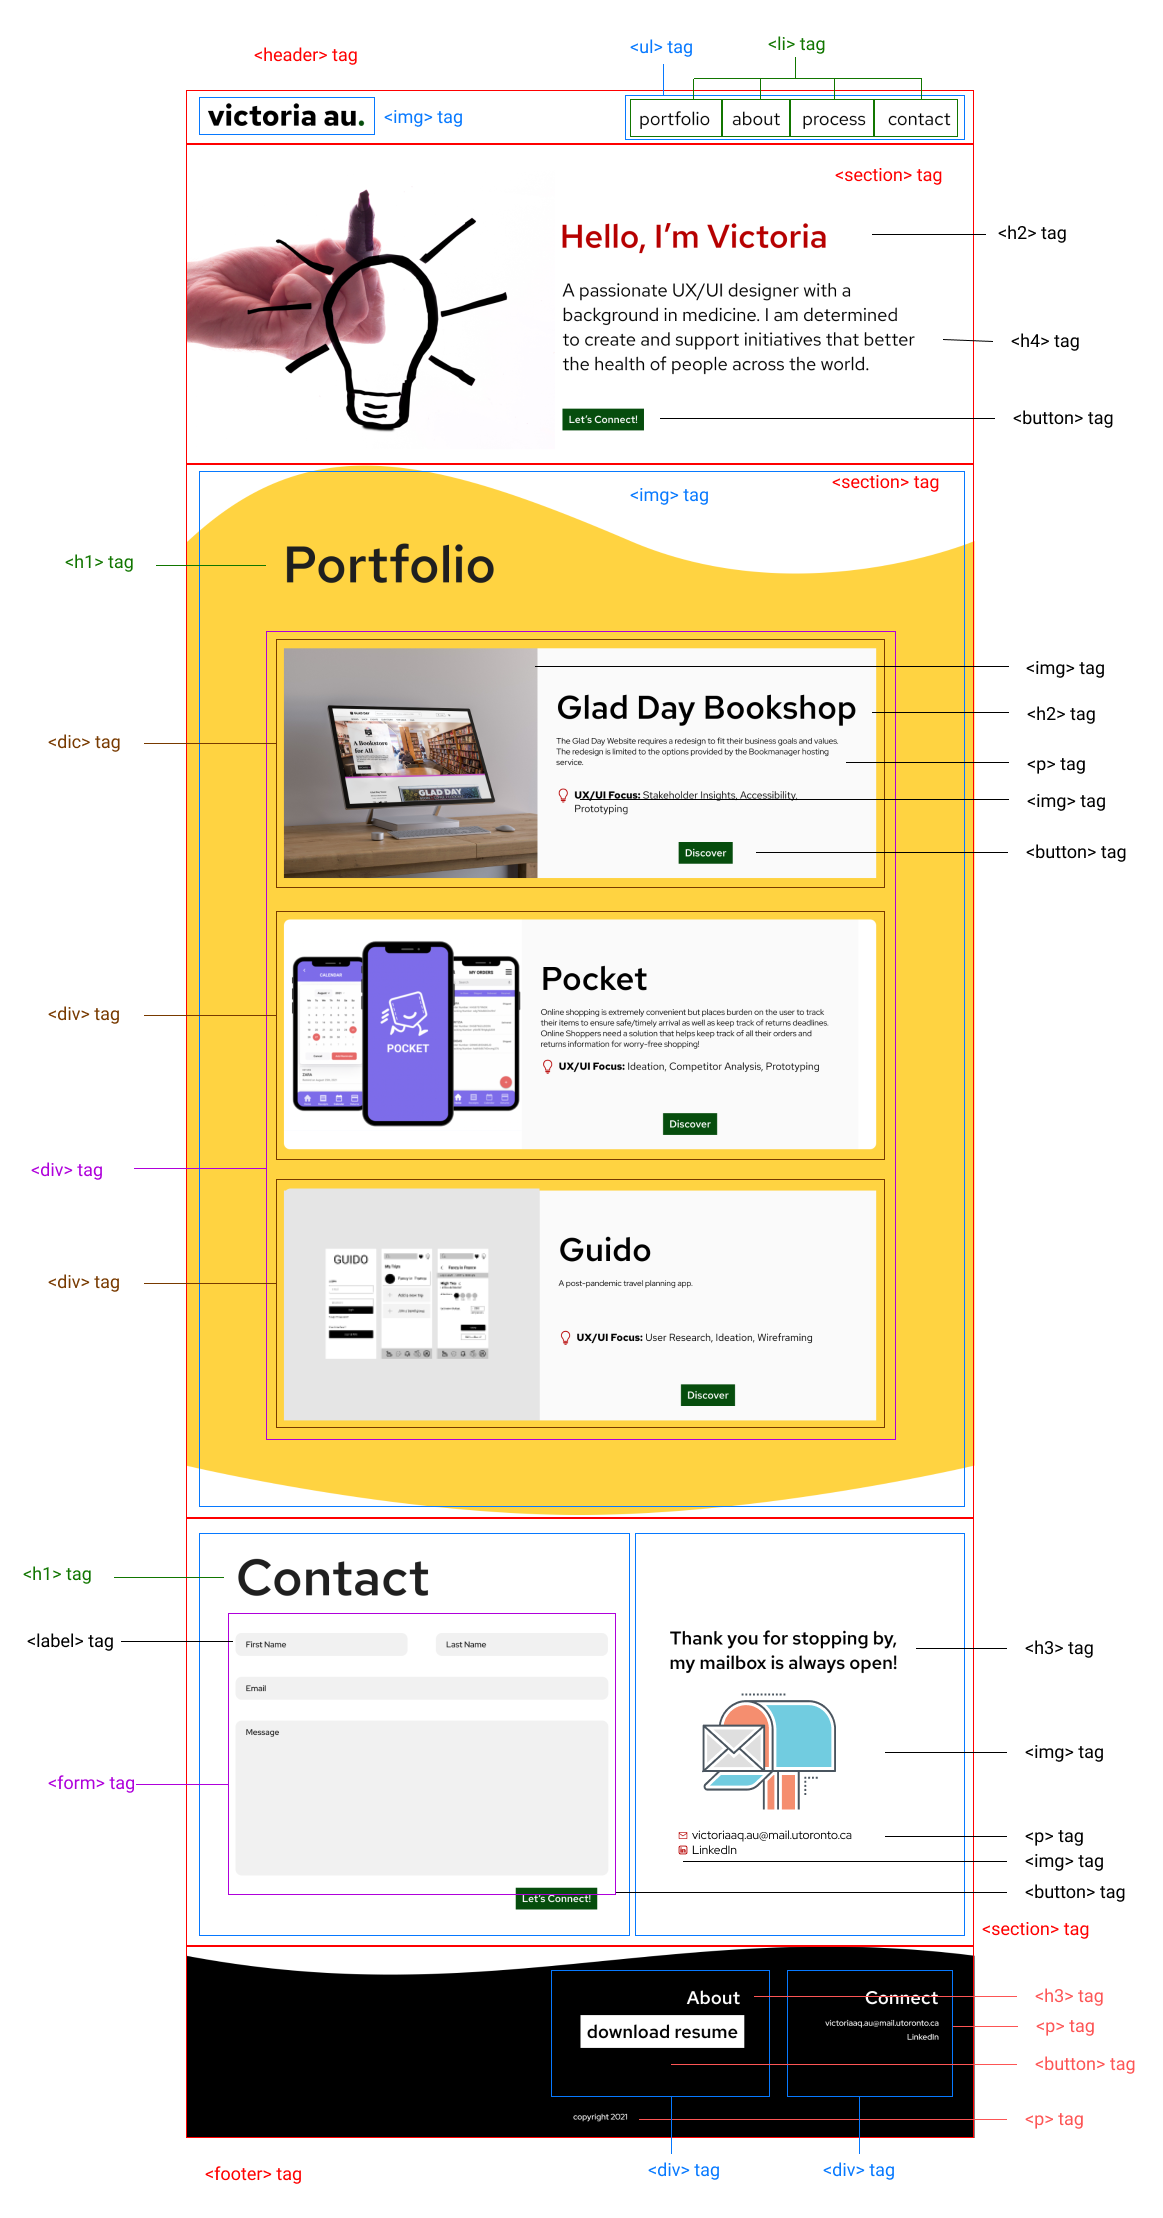 <header> tag
<ul> tag
<li> tag
victoria au.
<img> tag
portfolio
about
process
contact
<section> tag
Hello, I'm Victoria
<h2> tag
A passionate UX/UI designer with a
background in medicine. I am determined
to create and support initiatives that better
the health of people across the world.
<h4> tag
Let's Connect!
<button> tag
<section> tag
<img> tag
<h1> tag
Portfolio
<img> tag
Glad Day Bookshop
<h2> tag
<dic> tag
The Glad Day Website requires a redesign to fit their business goals and values.
The redesign is limited to the options provided by the Bookmanager hosting
service.
<p> tag
A Bookstore
for All
GLAD DAY
UX/UI Focus: Stakeholder Insights, Accessibility,
Prototyping
<img> tag
Discover
<button> tag
CALENDAR
MY ORDERS
POCKET
Pocket
<div> tag
Online shopping is extremely convenient but places burden on the user to track
their items to ensure safe/timely arrival as well as keep track of returns deadlines.
Online Shoppers need a solution that helps keep track of all their orders and
returns information for worry-free shopping!
UX/UI Focus: Ideation, Competitor Analysis, Prototyping
Discover
<div> tag
GUIDO
My Trips
Guido
<div> tag
A post-pandemic travel planning app.
UX/UI Focus: User Research, Ideation, Wireframing
Discover
<h1> tag
Contact
<label> tag
First Name
Last Name
Email
Message
<form> tag
Let's Connect!
Thank you for stopping by,
my mailbox is always open!
<h3> tag
<img> tag
victoriaaq.au@mail.utoronto.ca
<p> tag
LinkedIn
<img> tag
<button> tag
<section> tag
About
download resume
Connect
<h3> tag
victoriaaq.au@mail.utoronto.ca
LinkedIn
<p> tag
<button> tag
copyright 2021
<p> tag
<footer> tag
<div> tag
<div> tag